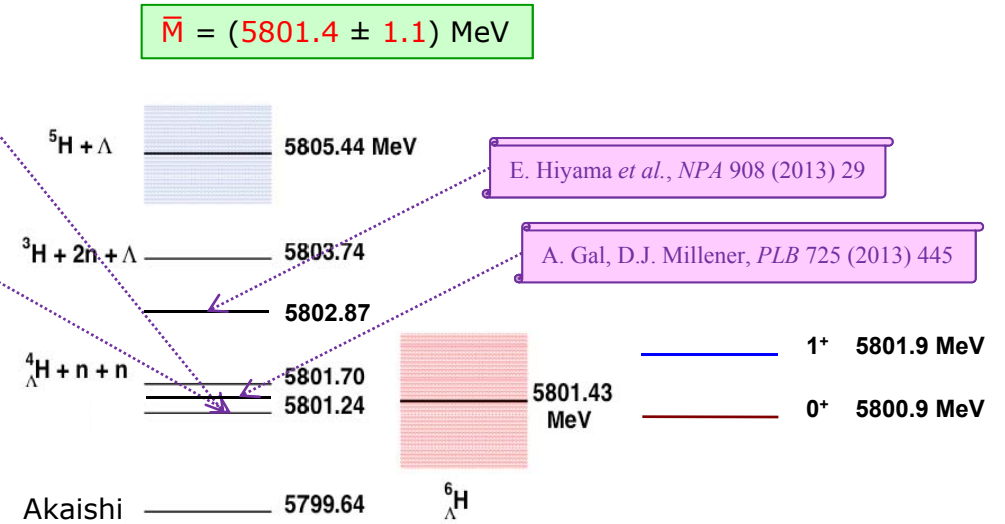 M̅ = (5801.4 ± 1.1) MeV
⁵H + Λ
5805.44 MeV
E. Hiyama et al., NPA 908 (2013) 29
³H + 2n + Λ
5803.74
A. Gal, D.J. Millener, PLB 725 (2013) 445
5802.87
1⁺ 5801.9 MeV
⁴ΛH + n + n
5801.70
5801.24
5801.43
MeV
0⁺ 5800.9 MeV
Akaishi
5799.64
⁶ΛH